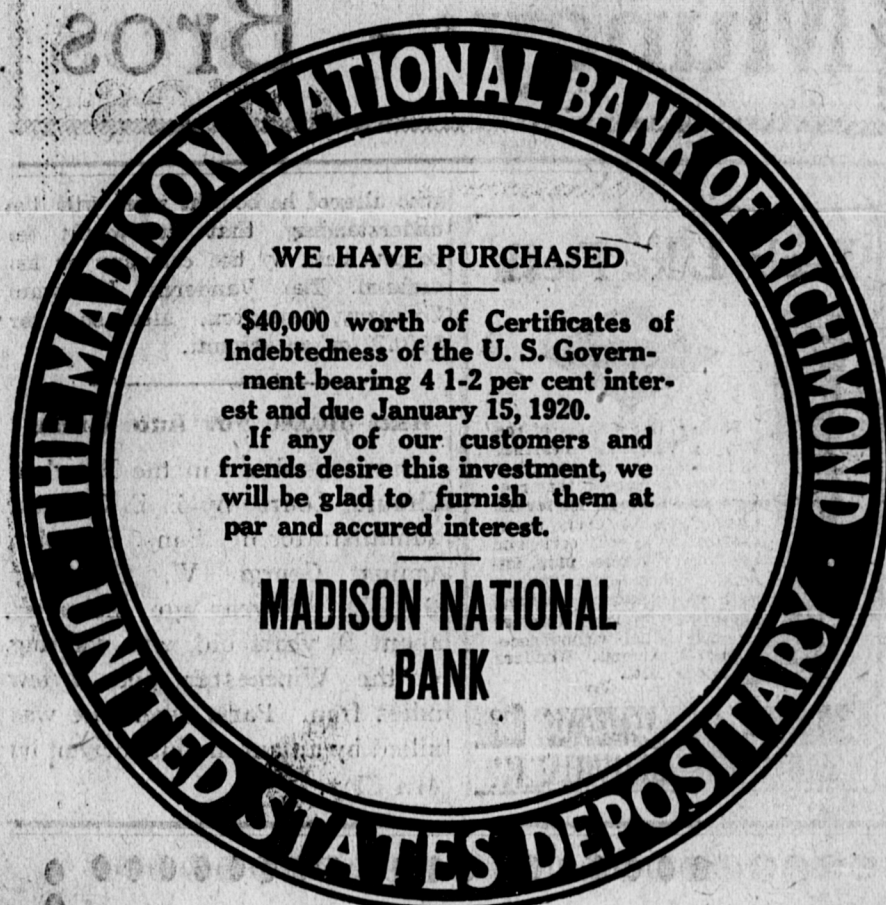 Bros
THE MADISON NATIONAL BANK OF RICHMOND
WE HAVE PURCHASED
$40,000 worth of Certificates of
Indebtedness of the U. S. Govern-
ment bearing 4 1-2 per cent inter-
est and due January 15, 1920.
If any of our customers and
friends desire this investment, we
will be glad to furnish them at
par and accured interest.
MADISON NATIONAL
BANK
UNITED STATES DEPOSITARY